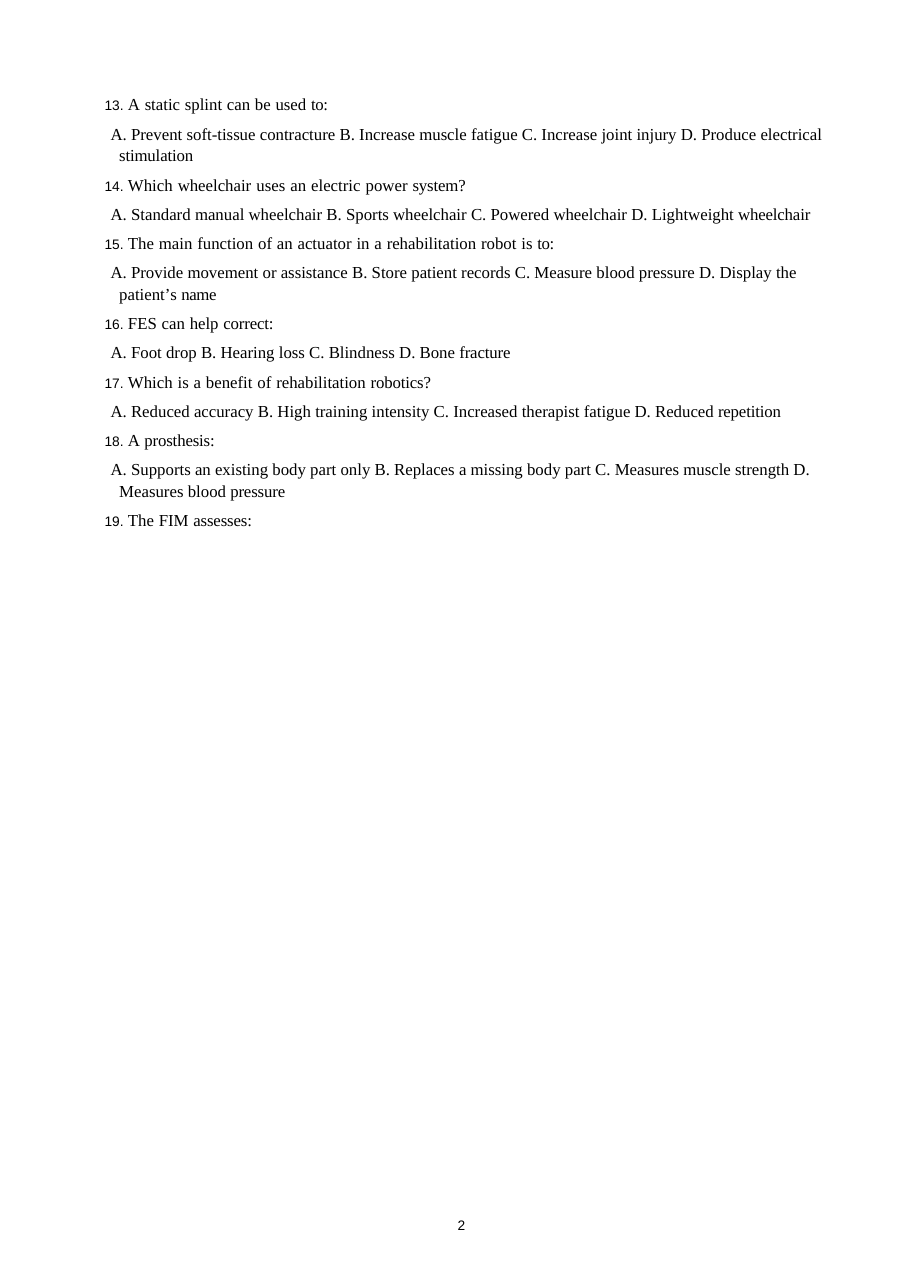 13. A static splint can be used to:
A. Prevent soft-tissue contracture B. Increase muscle fatigue C. Increase joint injury D. Produce electrical
stimulation
14. Which wheelchair uses an electric power system?
A. Standard manual wheelchair B. Sports wheelchair C. Powered wheelchair D. Lightweight wheelchair
15. The main function of an actuator in a rehabilitation robot is to:
A. Provide movement or assistance B. Store patient records C. Measure blood pressure D. Display the
patient’s name
16. FES can help correct:
A. Foot drop B. Hearing loss C. Blindness D. Bone fracture
17. Which is a benefit of rehabilitation robotics?
A. Reduced accuracy B. High training intensity C. Increased therapist fatigue D. Reduced repetition
18. A prosthesis:
A. Supports an existing body part only B. Replaces a missing body part C. Measures muscle strength D.
Measures blood pressure
19. The FIM assesses:
2